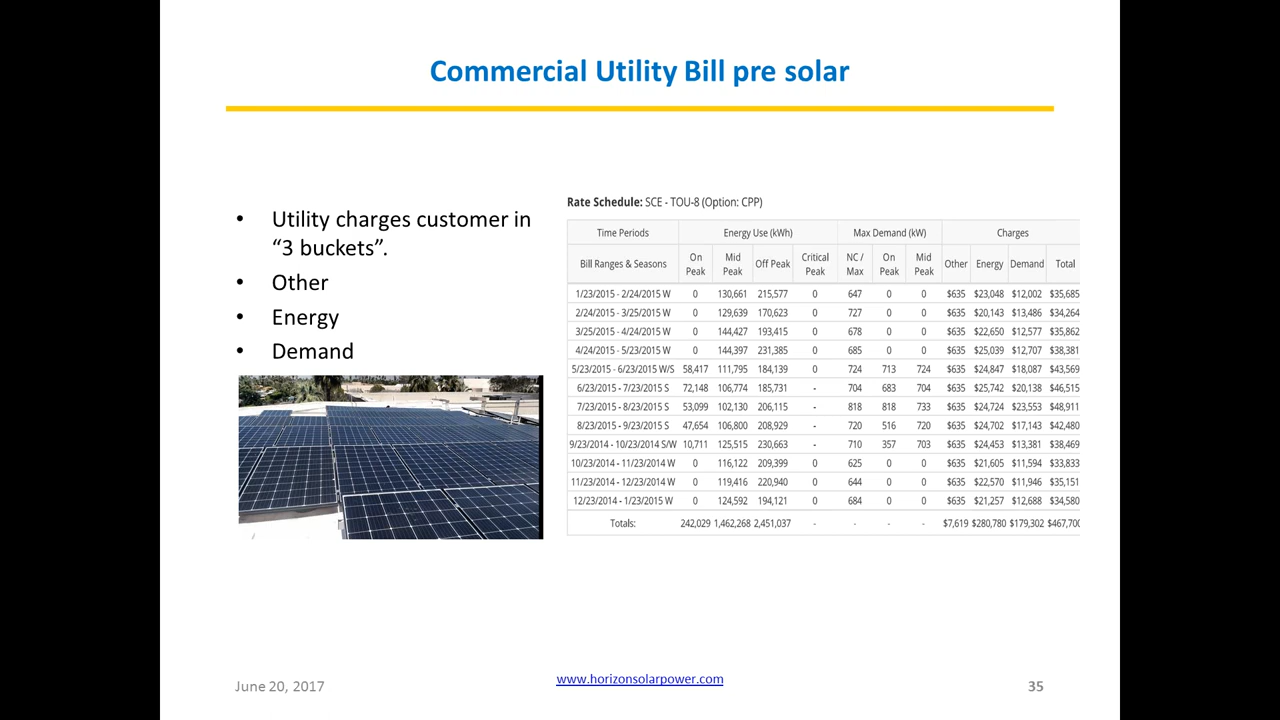 Commercial Utility Bill pre solar
• Utility charges customer in
“3 buckets”.
• Other
• Energy
• Demand
Rate Schedule: SCE - TOU-8 (Option: CPP)
Time Periods Energy Use (kWh) Max Demand (kW) Charges
Bill Ranges & Seasons On Peak Mid Peak Off Peak Critical Peak NC / Max On Peak Mid Peak Other Energy Demand Total
1/23/2015 - 2/24/2015 W 0 130,661 215,577 0 647 0 0 $635 $23,048 $12,002 $35,685
2/24/2015 - 3/25/2015 W 0 129,639 170,623 0 727 0 0 $635 $20,143 $13,486 $34,264
3/25/2015 - 4/24/2015 W 0 144,427 193,415 0 678 0 0 $635 $22,650 $12,577 $35,862
4/24/2015 - 5/23/2015 W 0 144,397 231,385 0 685 0 0 $635 $25,039 $12,707 $38,381
5/23/2015 - 6/23/2015 W/S 58,417 111,795 184,139 0 724 713 724 $635 $24,847 $18,087 $43,569
6/23/2015 - 7/23/2015 S 72,148 106,774 185,731 - 704 683 704 $635 $25,742 $20,138 $46,515
7/23/2015 - 8/23/2015 S 53,099 102,130 206,115 - 818 818 733 $635 $24,724 $23,553 $48,911
8/23/2015 - 9/23/2015 S 47,654 106,800 208,929 - 720 516 720 $635 $24,702 $17,143 $42,480
9/23/2014 - 10/23/2014 S/W 10,711 125,515 230,663 - 710 357 703 $635 $24,453 $13,381 $38,469
10/23/2014 - 11/23/2014 W 0 116,122 209,399 0 625 0 0 $635 $21,605 $11,594 $33,833
11/23/2014 - 12/23/2014 W 0 119,416 220,940 0 644 0 0 $635 $22,570 $11,946 $35,151
12/23/2014 - 1/23/2015 W 0 124,592 194,121 0 684 0 0 $635 $21,257 $12,688 $34,580
Totals: 242,029 1,462,268 2,451,037 - - - - $7,619 $280,780 $179,302 $467,700
June 20, 2017
www.horizonsolarpower.com
35